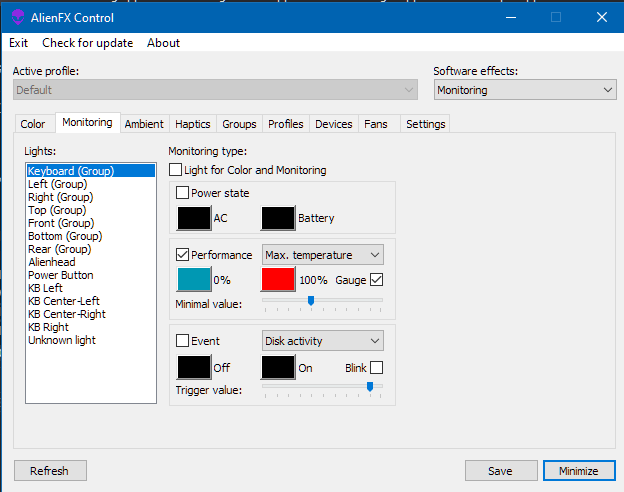 AlienFX Control
Exit Check for update About
Active profile: Software effects:
Default Monitoring
Color Monitoring Ambient Haptics Groups Profiles Devices Fans Settings
Lights: Monitoring type:
Keyboard (Group) Light for Color and Monitoring
Left (Group)
Right (Group)
Top (Group)
Front (Group)
Bottom (Group)
Rear (Group)
Alienhead
Power Button
KB Left
KB Center-Left
KB Center-Right
KB Right
Unknown light
Power state
AC Battery
Performance Max. temperature
0% 100% Gauge
Minimal value:
Event Disk activity
Off On Blink
Trigger value:
Refresh Save Minimize